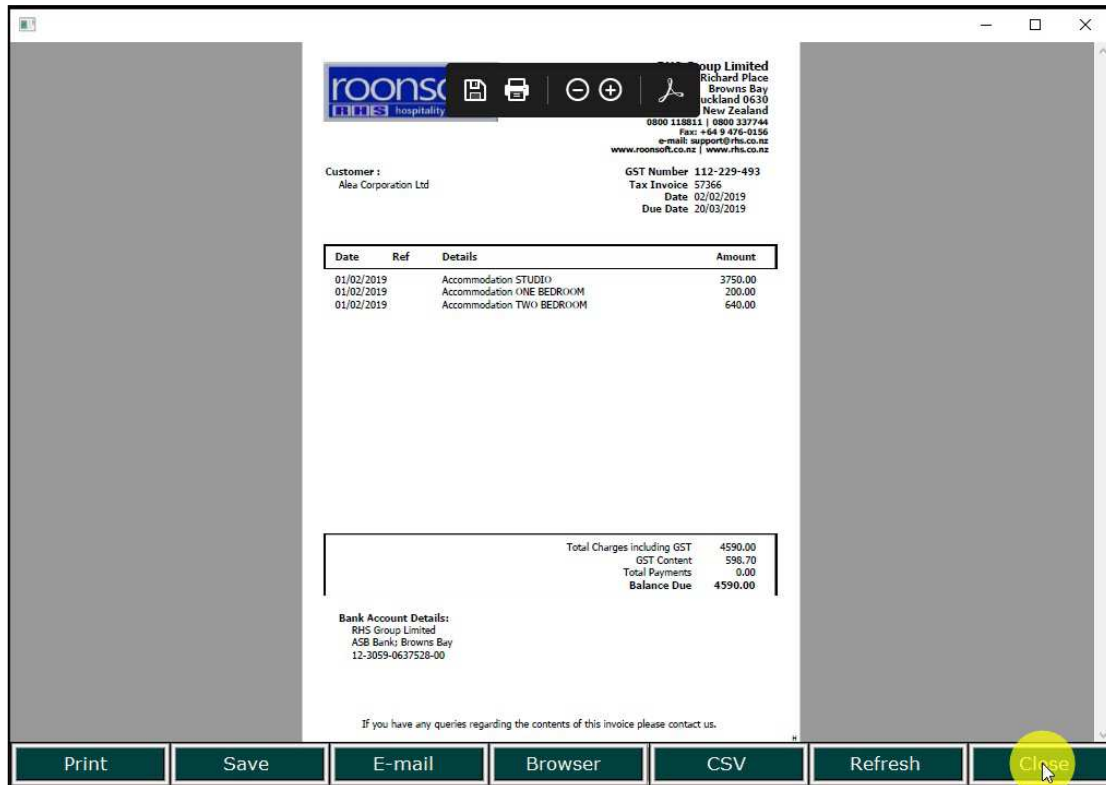 roons
RHS hospitality
oup Limited
Richard Place
Browns Bay
uckland 0630
New Zealand
0800 118811 | 0800 337744
Fax: +64 9 476-0156
e-mail: support@rhs.co.nz
www.roonsoft.co.nz | www.rhs.co.nz
Customer :
Alea Corporation Ltd
GST Number 112-229-493
Tax Invoice 57366
Date 02/02/2019
Due Date 20/03/2019
Date Ref Details Amount
01/02/2019 Accommodation STUDIO 3750.00
01/02/2019 Accommodation ONE BEDROOM 200.00
01/02/2019 Accommodation TWO BEDROOM 640.00
Total Charges including GST 4590.00
GST Content 598.70
Total Payments 0.00
Balance Due 4590.00
Bank Account Details:
RHS Group Limited
ASB Bank; Browns Bay
12-3059-0637528-00
If you have any queries regarding the contents of this invoice please contact us.
Print Save E-mail Browser CSV Refresh Close